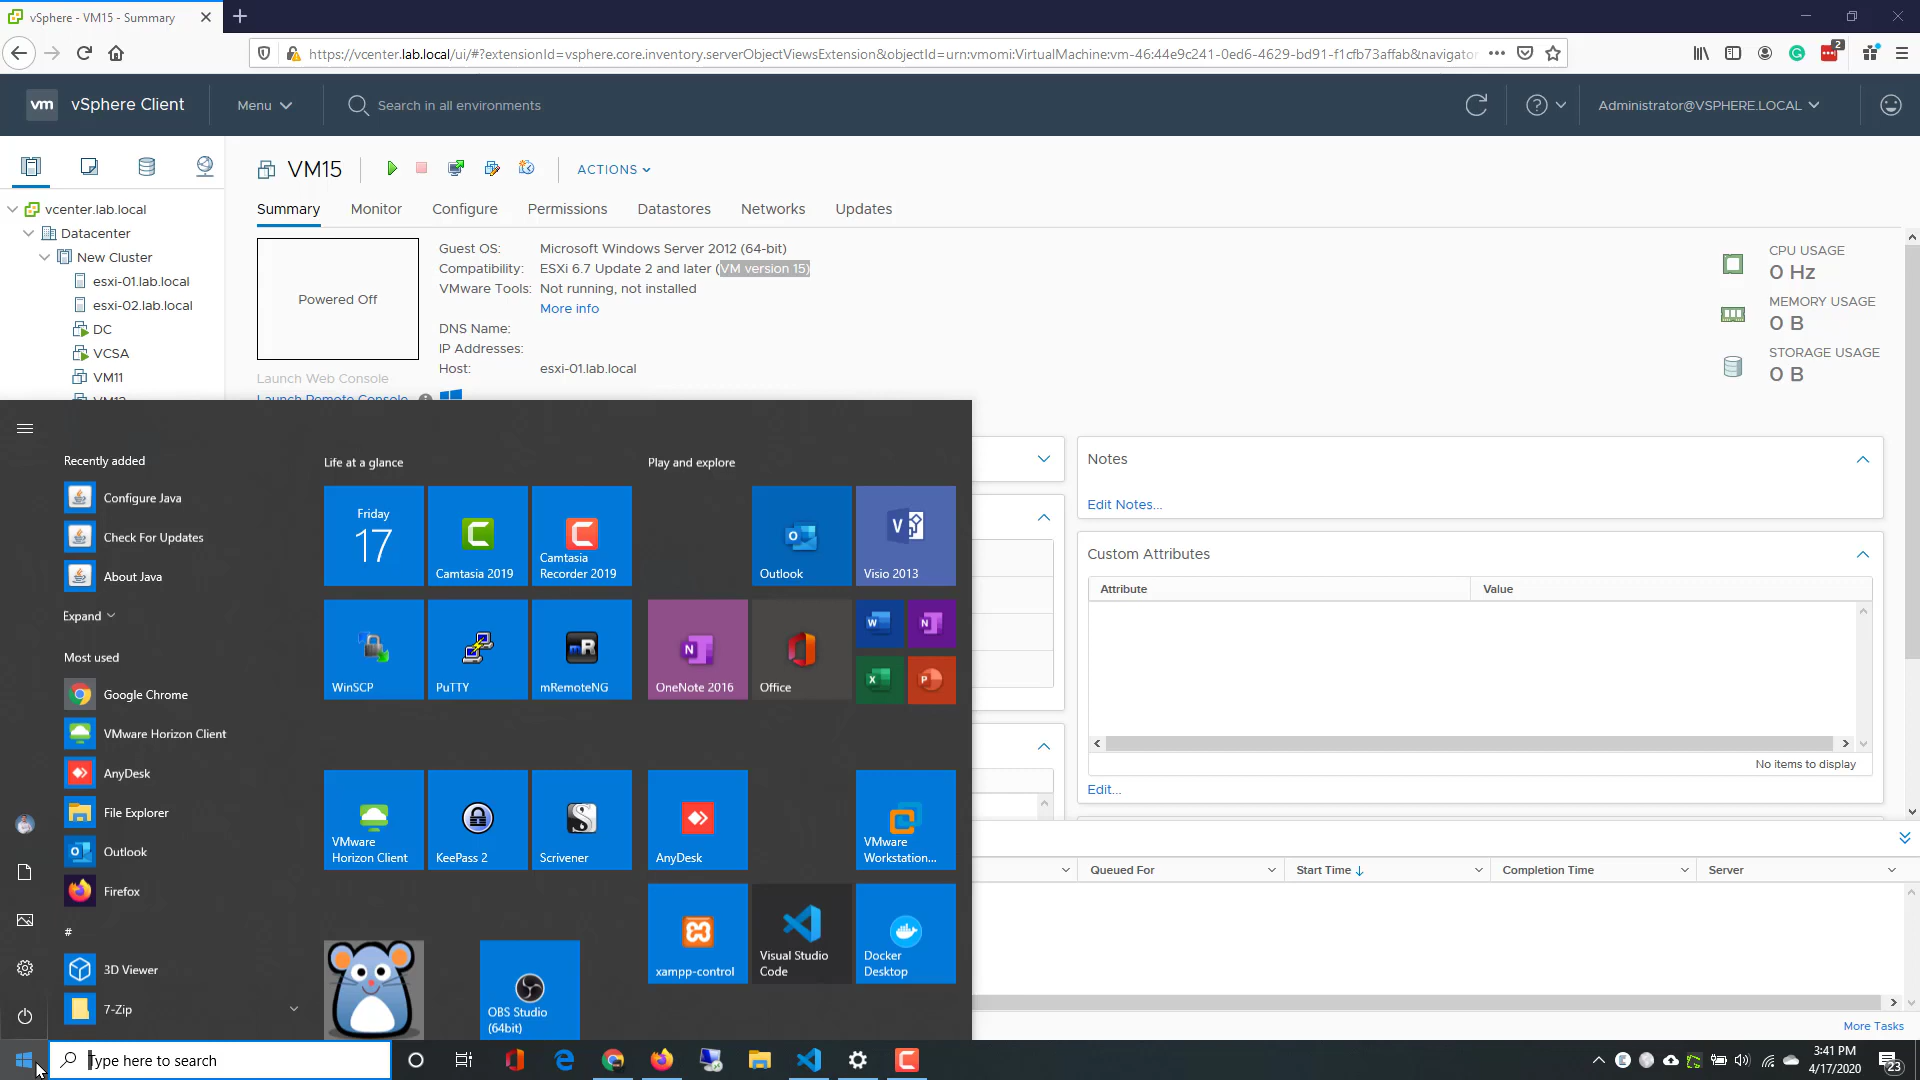 vSphere - VM15 - Summary
https://vcenter.lab.local/ui/#?extensionId=vsphere.core.inventory.serverObjectViewsExtension&objectId=urn:vmomi:VirtualMachine:vm-46:44e9c241-0ed6-4629-bd91-f1cfb73affab&navigator
2
vm vSphere Client
Menu
Search in all environments
Administrator@VSPHERE.LOCAL
VM15
ACTIONS
Summary Monitor Configure Permissions Datastores Networks Updates
vcenter.lab.local
Datacenter
New Cluster
esxi-01.lab.local
esxi-02.lab.local
DC
VCSA
VM11
Powered Off
Guest OS: Microsoft Windows Server 2012 (64-bit)
Compatibility: ESXi 6.7 Update 2 and later (VM version 15)
VMware Tools: Not running, not installed
More info
DNS Name:
IP Addresses:
Host: esxi-01.lab.local
Launch Web Console
Launch Remote Console
CPU USAGE
0 Hz
MEMORY USAGE
0 B
STORAGE USAGE
0 B
Notes
Edit Notes...
Custom Attributes
Attribute Value
No items to display
Edit...
Queued For Start Time Completion Time Server
More Tasks
Recently added
Configure Java
Check For Updates
About Java
Expand
Most used
Google Chrome
VMware Horizon Client
AnyDesk
File Explorer
Outlook
Firefox
#
3D Viewer
7-Zip
Life at a glance
Friday
17
Camtasia 2019
Camtasia
Recorder 2019
WinSCP
PuTTY
mR
mRemoteNG
VMware
Horizon Client
KeePass 2
Scrivener
OBS Studio
(64bit)
Play and explore
Outlook
Visio 2013
OneNote 2016
Office
AnyDesk
VMware
Workstation...
xampp-control
Visual Studio
Code
Docker
Desktop
Type here to search
3:41 PM
4/17/2020
23